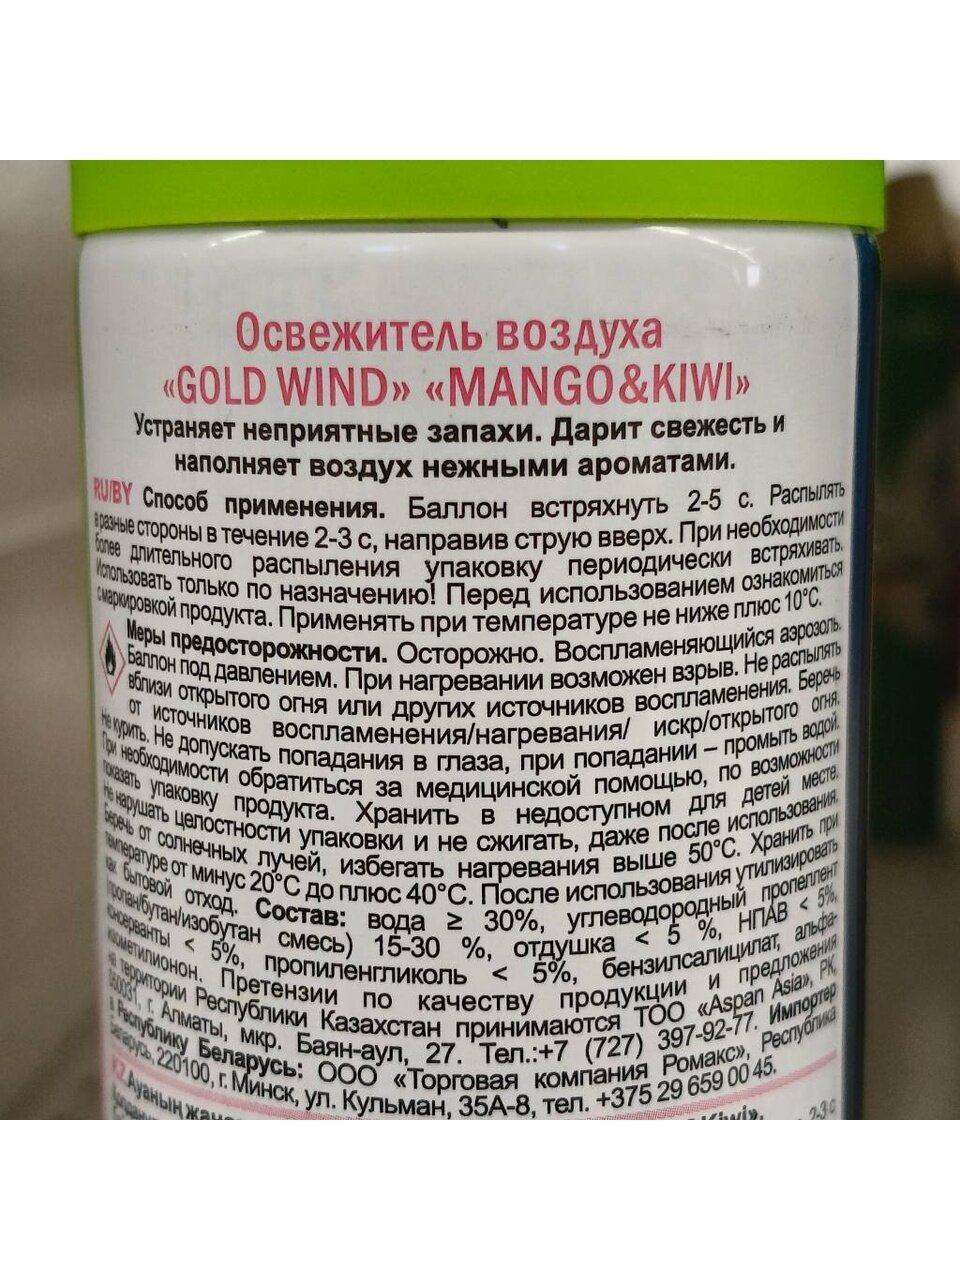 Освежитель воздуха
«GOLD WIND» «MANGO&KIWI»
Устраняет неприятные запахи. Дарит свежесть и
наполняет воздух нежными ароматами.
RU/BY Способ применения. Баллон встряхнуть 2-5 с. Распылять
в разные стороны в течение 2-3 с, направив струю вверх. При необходимости
более длительного распыления упаковку периодически встряхивать.
Использовать только по назначению! Перед использованием ознакомиться
с маркировкой продукта. Применять при температуре не ниже плюс 10°С.
Меры предосторожности. Осторожно. Воспламеняющийся аэрозоль.
Баллон под давлением. При нагревании возможен взрыв. Не распылять
вблизи открытого огня или других источников воспламенения. Беречь
от источников воспламенения/нагревания/ искр/открытого огня.
Не курить. Не допускать попадания в глаза, при попадании – промыть водой.
При необходимости обратиться за медицинской помощью, по возможности
показать упаковку продукта. Хранить в недоступном для детей месте.
Не нарушать целостности упаковки и не сжигать, даже после использования.
Беречь от солнечных лучей, избегать нагревания выше 50°С. Хранить при
температуре от минус 20°С до плюс 40°С. После использования утилизировать
как бытовой отход. Состав: вода ≥ 30%, углеводородный пропеллент
(пропан/бутан/изобутан смесь) 15-30 %, отдушка < 5 %, НПАВ < 5%,
консерванты < 5%, пропиленгликоль < 5%, бензилсалицилат, альфа-
изометилионон. Претензии по качеству продукции и предложения
на территории Республики Казахстан принимаются ТОО «Aspan Asia», РК,
050031, г. Алматы, мкр. Баян-аул, 27. Тел.:+7 (727) 397-92-77. Импортер
в Республику Беларусь: ООО «Торговая компания Ромакс», Республика
Беларусь, 220100, г. Минск, ул. Кульман, 35А-8, тел. +375 29 659 00 45.
KZ Ауаның Kiwi».
2-3 с